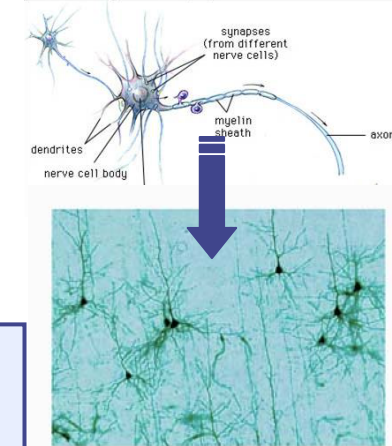 synapses
(from different
nerve cells)
myelin
sheath
axon
dendrites
nerve cell body